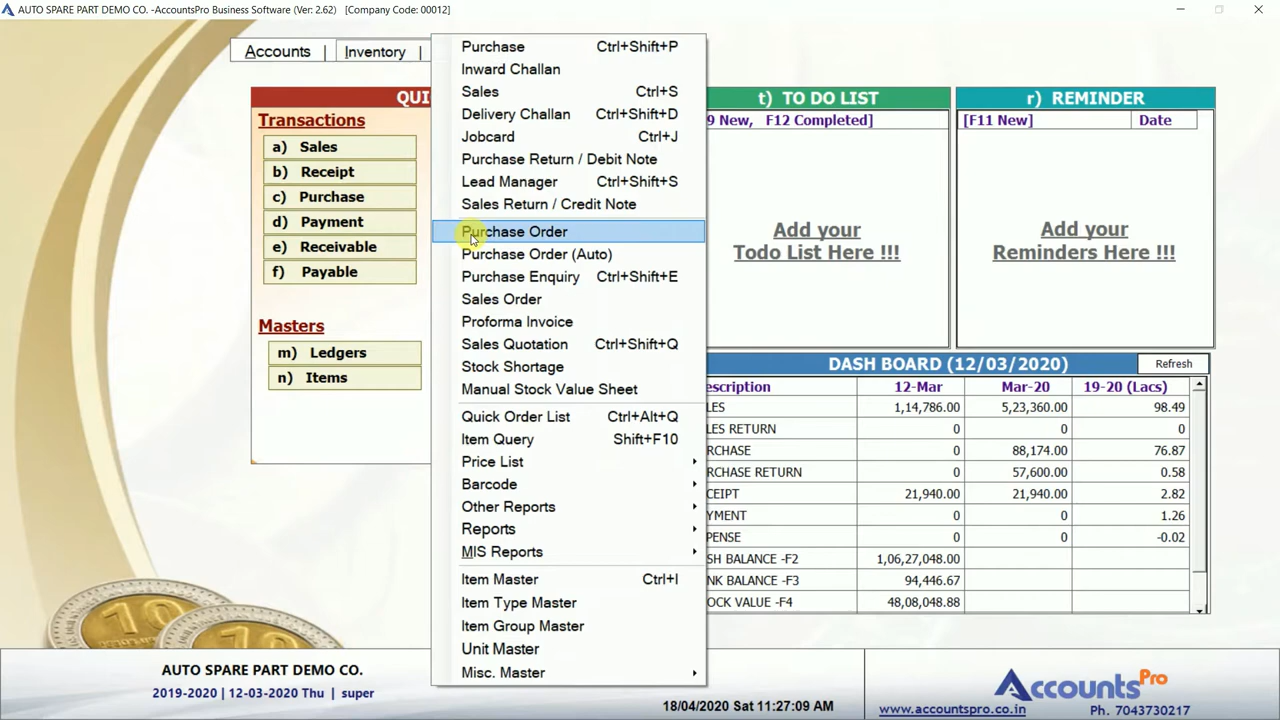 AUTO SPARE PART DEMO CO. -AccountsPro Business Software (Ver: 2.62) [Company Code: 00012]
Accounts | Inventory |
QUI
Transactions
a) Sales
b) Receipt
c) Purchase
d) Payment
e) Receivable
f) Payable
Masters
m) Ledgers
n) Items
Purchase Ctrl+Shift+P
Inward Challan
Sales Ctrl+S
Delivery Challan Ctrl+Shift+D
Jobcard Ctrl+J
Purchase Return / Debit Note
Lead Manager Ctrl+Shift+S
Sales Return / Credit Note
Purchase Order
Purchase Order (Auto)
Purchase Enquiry Ctrl+Shift+E
Sales Order
Proforma Invoice
Sales Quotation Ctrl+Shift+Q
Stock Shortage
Manual Stock Value Sheet
Quick Order List Ctrl+Alt+Q
Item Query Shift+F10
Price List
Barcode
Other Reports
Reports
MIS Reports
Item Master Ctrl+I
Item Type Master
Item Group Master
Unit Master
Misc. Master
t) TO DO LIST
9 New, F12 Completed]
Add your
Todo List Here !!!
r) REMINDER
[F11 New] Date
Add your
Reminders Here !!!
DASH BOARD (12/03/2020) Refresh
escription 12-Mar Mar-20 19-20 (Lacs)
LES 1,14,786.00 5,23,360.00 98.49
LES RETURN 0 0 0
RCHASE 0 88,174.00 76.87
RCHASE RETURN 0 57,600.00 0.58
CEIPT 21,940.00 21,940.00 2.82
YMENT 0 0 1.26
PENSE 0 0 -0.02
SH BALANCE -F2 1,06,27,048.00
NK BALANCE -F3 94,446.67
OCK VALUE -F4 48,08,048.88
AUTO SPARE PART DEMO CO.
2019-2020 | 12-03-2020 Thu | super
18/04/2020 Sat 11:27:09 AM
AccountsPro
www.accountspro.co.in Ph. 7043730217